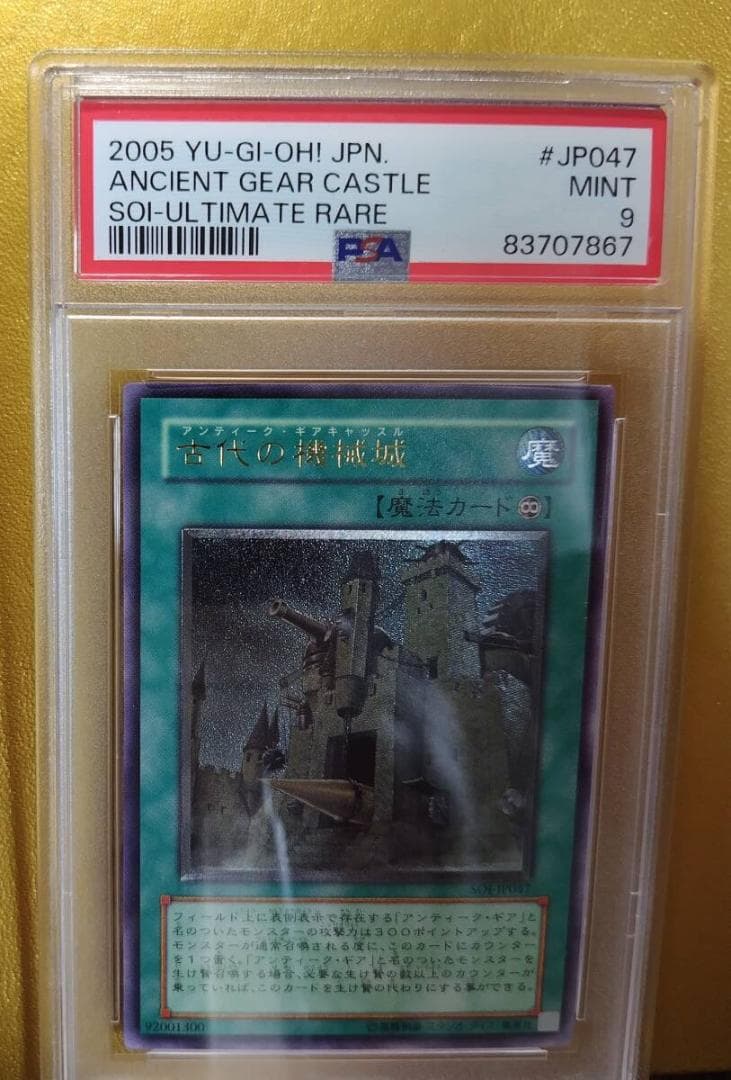 2005 YU-GI-OH! JPN. #JP047
ANCIENT GEAR CASTLE MINT
SOI-ULTIMATE RARE 9
PSA 83707867
アンティーク・ギアキャッスル
古代の機械城 魔
【魔法カード】
SOI-JP047
フィールド上に表側表示で存在する「アンティーク・ギア」と
名のついたモンスターの攻撃力は300ポイントアップする。
モンスターが通常召喚される度に、このカードにカウンター
を1つ置く。「アンティーク・ギア」と名のついたモンスターを
生け贄召喚する場合、必要な生け贄の数以上のカウンターが
乗っていれば、このカードを生け贄の代わりにする事ができる。
92001300